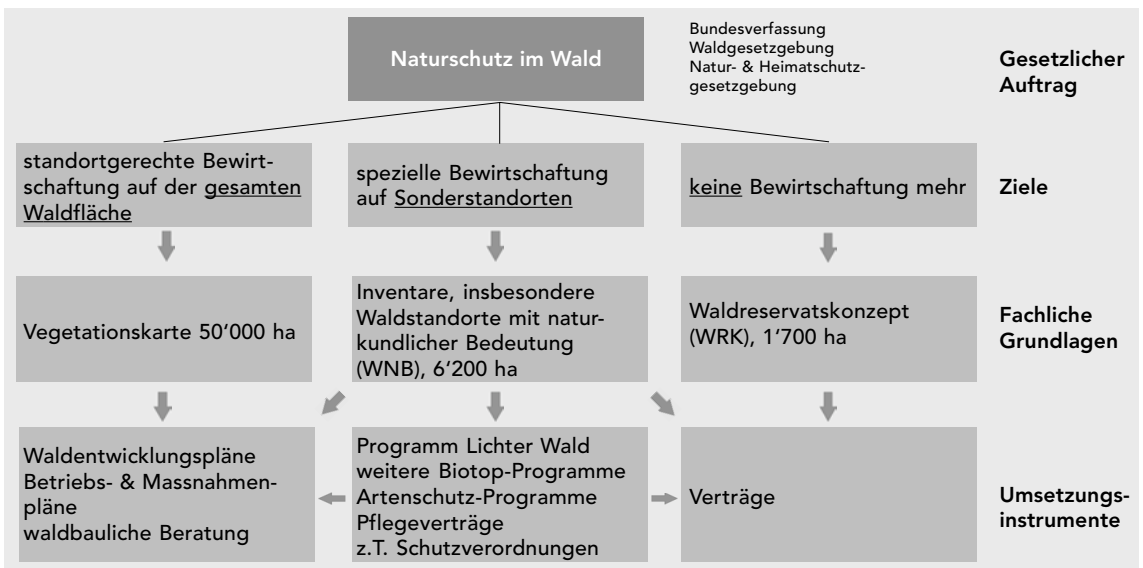 Naturschutz im Wald
Bundesverfassung
Waldgesetzgebung
Natur- & Heimatschutz-
gesetzgebung
Gesetzlicher
Auftrag
standortgerechte Bewirt-
schaftung auf der gesamten
Waldfläche
spezielle Bewirtschaftung
auf Sonderstandorten
keine Bewirtschaftung mehr
Ziele
Vegetationskarte 50‘000 ha
Inventare, insbesondere
Waldstandorte mit natur-
kundlicher Bedeutung
(WNB), 6‘200 ha
Waldreservatskonzept
(WRK), 1‘700 ha
Fachliche
Grundlagen
Waldentwicklungspläne
Betriebs- & Massnahmen-
pläne
waldbauliche Beratung
Programm Lichter Wald
weitere Biotop-Programme
Artenschutz-Programme
Pflegeverträge
z.T. Schutzverordnungen
Verträge
Umsetzungs-
instrumente